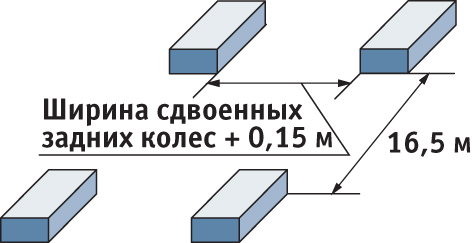 Ширина сдвоенных
задних колес + 0,15 м
16,5 м